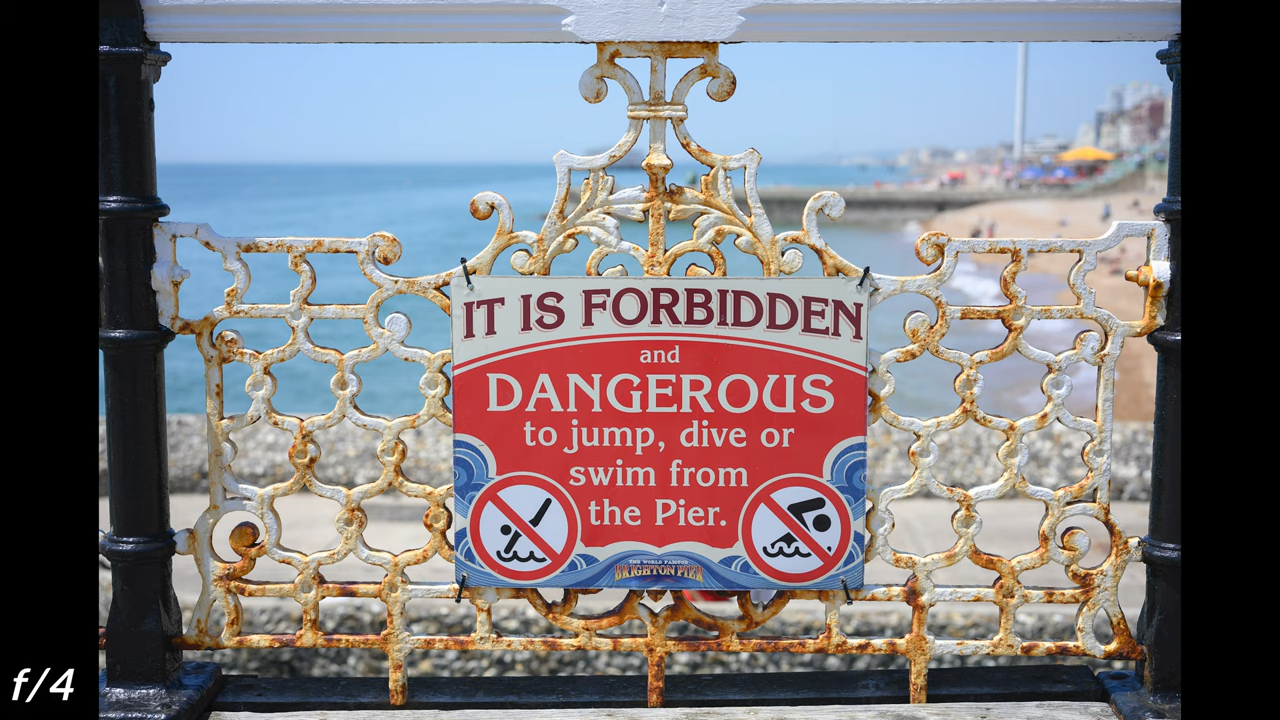 IT IS FORBIDDEN
and
DANGEROUS
to jump, dive or
swim from
the Pier.
THE WORLD FAMOUS
BRIGHTON PIER
f/4